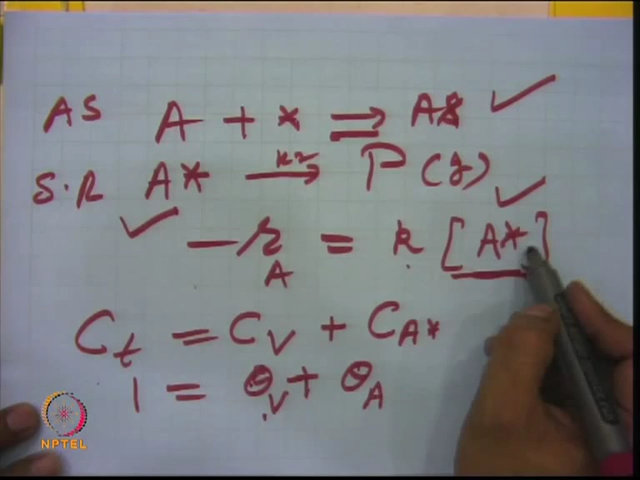 AS A + * ⇌ A*
S.R A* —k2→ P (g)
-r_A = k [A*]
C_t = C_V + C_A*
1 = θ_V + θ_A
NPTEL